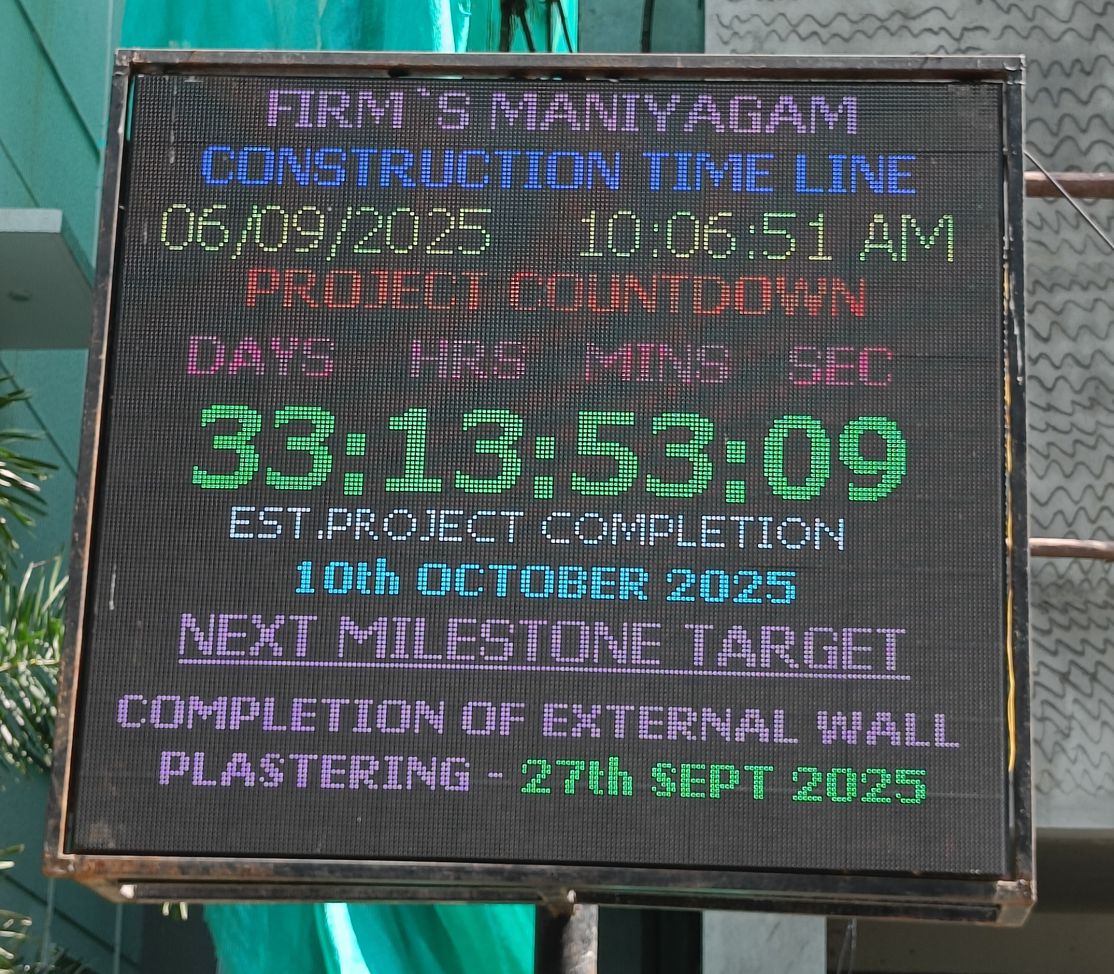 FIRM`S MANIYAGAM
CONSTRUCTION TIME LINE
06/09/2025 10:06:51 AM
PROJECT COUNTDOWN
DAYS HRS MINS SEC
33:13:53:09
EST.PROJECT COMPLETION
10th OCTOBER 2025
NEXT MILESTONE TARGET
COMPLETION OF EXTERNAL WALL
PLASTERING - 27th SEPT 2025